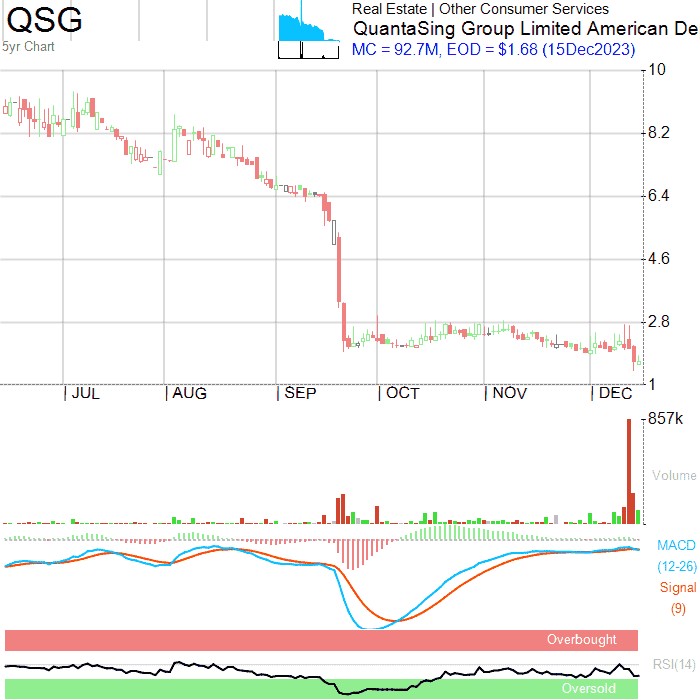 QSG
5yr Chart
Real Estate | Other Consumer Services
QuantaSing Group Limited American De
MC = 92.7M, EOD = $1.68 (15Dec2023)
10
8.2
6.4
4.6
2.8
1
JUL AUG SEP OCT NOV DEC
857k
Volume
MACD
(12-26)
Signal
(9)
Overbought
RSI(14)
Oversold